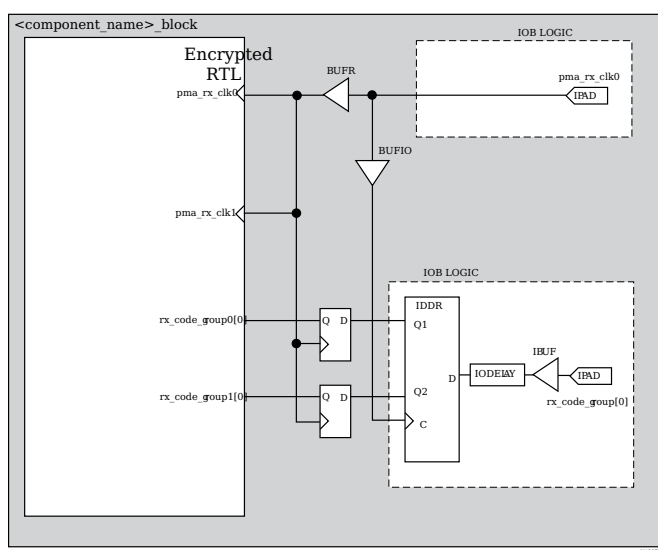 <component_name>_block
IOB LOGIC
Encrypted
RTL
BUFR
pma_rx_clk0
pma_rx_clk0
IPAD
BUFIO
pma_rx_clk1
IOB LOGIC
IDDR
rx_code_group0[0]
Q D
Q1
IBUF
D
IODELAY
IPAD
rx_code_group1[0]
Q D
Q2
rx_code_group[0]
C